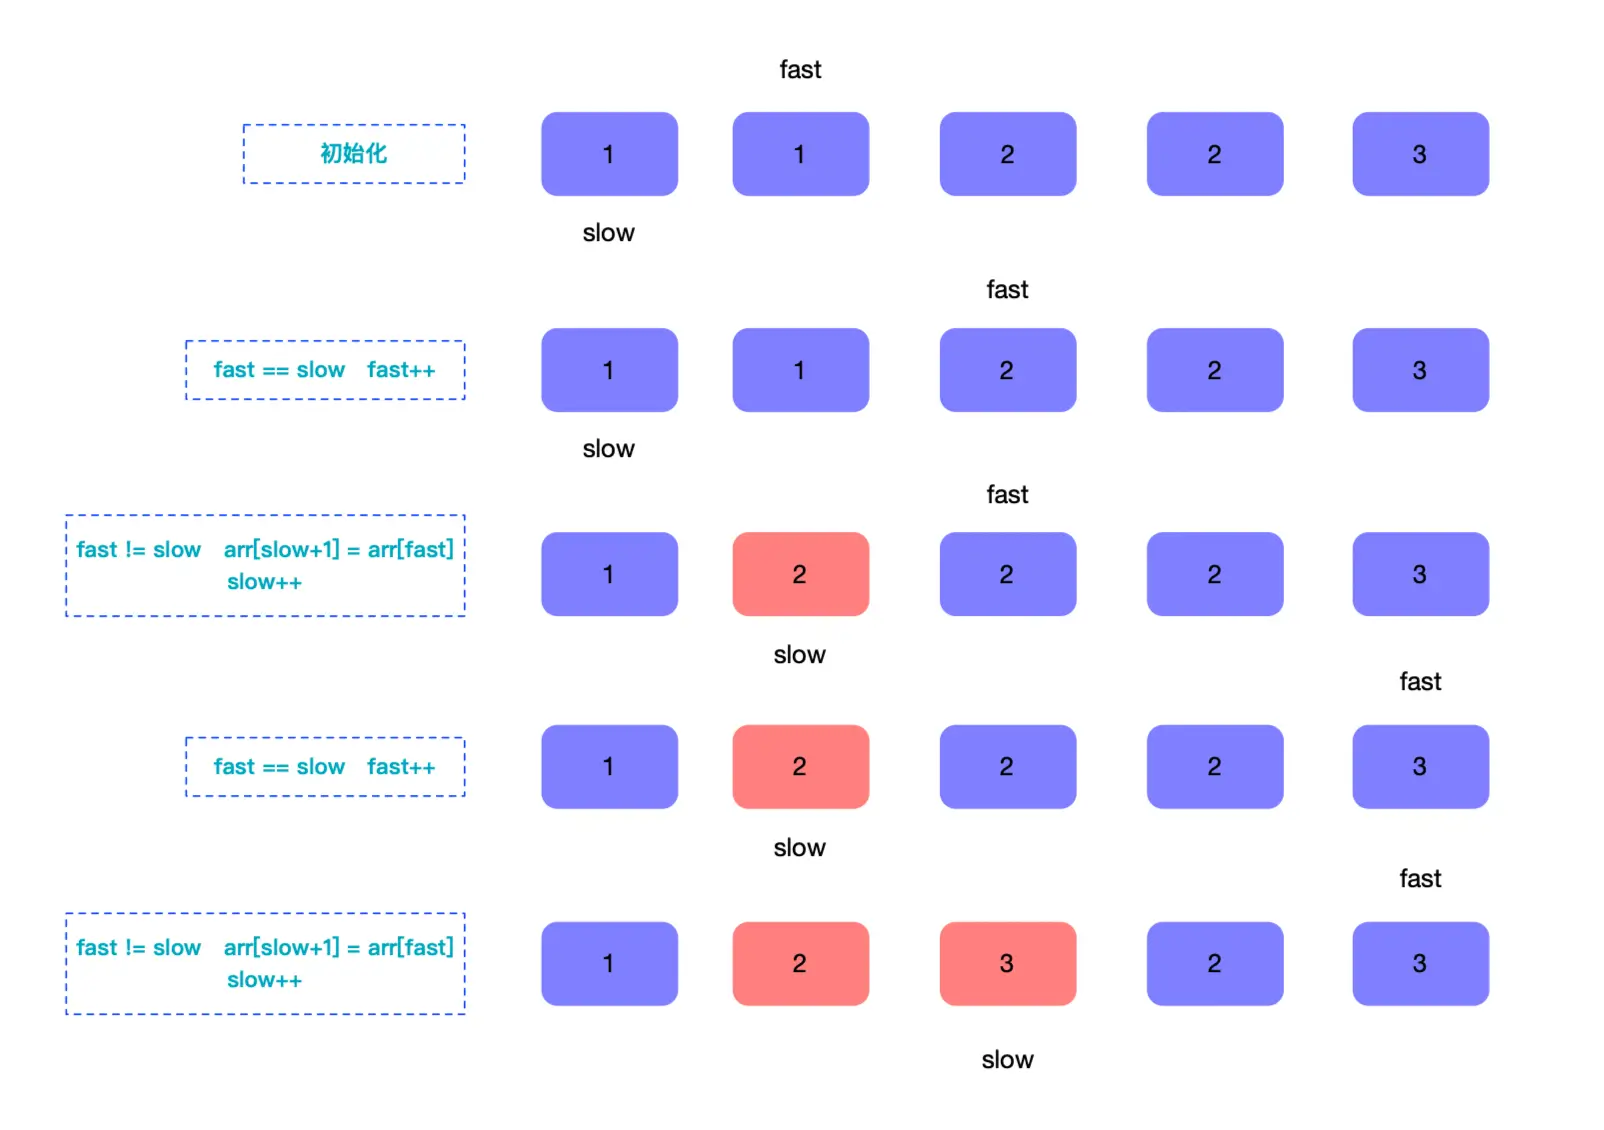 fast
初始化 1 1 2 2 3
slow
fast
fast == slow fast++ 1 1 2 2 3
slow
fast
fast != slow arr[slow+1] = arr[fast]
slow++
1 2 2 2 3
slow
fast
fast == slow fast++ 1 2 2 2 3
slow
fast
fast != slow arr[slow+1] = arr[fast]
slow++
1 2 3 2 3
slow